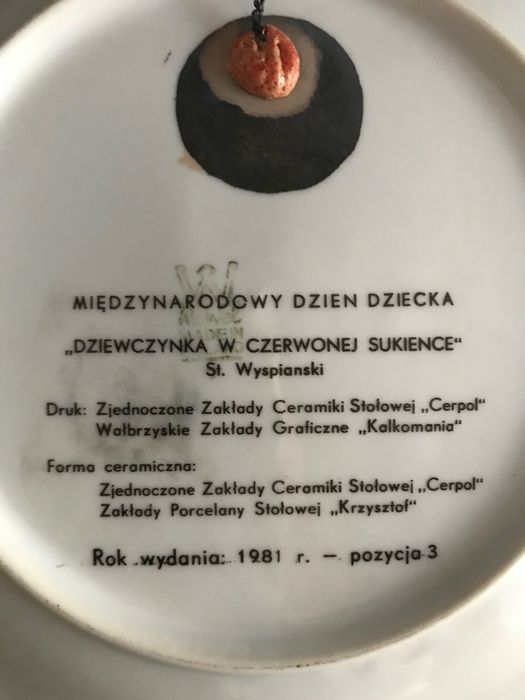 MIĘDZYNARODOWY DZIEN DZIECKA
„DZIEWCZYNKA W CZERWONEJ SUKIENCE“
St. Wyspianski
Druk: Zjednoczone Zakłady Ceramiki Stołowej „Cerpol“
Wałbrzyskie Zakłady Graficzne „Kalkomania“
Forma ceramiczna:
Zjednoczone Zakłady Ceramiki Stołowej „Cerpol“
Zakłady Porcelany Stołowej „Krzysztof“
Rok wydania: 1981 r. — pozycja 3